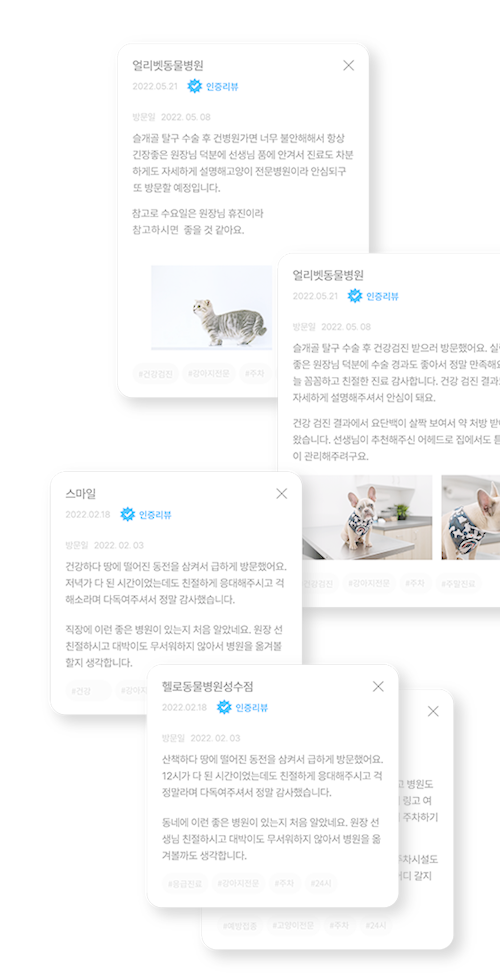 얼리벳동물병원
2022.05.21 인증리뷰
방문일 2022. 05. 08
슬개골 탈구 수술 후 건병원가면 너무 불안해해서 항상
긴장좋은 원장님 덕분에 선생님 품에 안겨서 진료도 차분
하게도 자세하게 설명해고양이 전문병원이라 안심되구
또 방문할 예정입니다.
참고로 수요일은 원장님 휴진이라
참고하시면 좋을 것 같아요.
#건강검진 #강아지전문 #주차
얼리벳동물병원
2022.05.21 인증리뷰
방문일 2022. 05. 08
슬개골 탈구 수술 후 건강검진 받으러 방문했어요.
좋은 원장님 덕분에 수술 경과도 좋아서 정말 만족해요
늘 꼼꼼하고 친절한 진료 감사합니다. 건강 검진 결과
자세하게 설명해주셔서 안심이 돼요.
건강 검진 결과에서 요단백이 살짝 보여서 약 처방 받
왔습니다. 선생님이 추천해주신 어헤드로 집에서도
이 관리해주려구요.
#강아지전문 #주차 #주말진료
스마일
2022.02.18 인증리뷰
방문일 2022. 02. 03
건강하다 땅에 떨어진 동전을 삼켜서 급하게 방문했어요.
저녁가 다 된 시간이었는데도 친절하게 응대해주시고 걱
해소라며 다독여주셔서 정말 감사했습니다.
직장에 이런 좋은 병원이 있는지 처음 알았네요. 원장 선
친절하시고 대박이도 무서워하지 않아서 병원을 옮겨볼
할지 생각합니다.
#건강 #강아지
헬로동물병원성수점
2022.02.18 인증리뷰
방문일 2022. 02. 03
산책하다 땅에 떨어진 동전을 삼켜서 급하게 방문했어요.
12시가 다 된 시간이었는데도 친절하게 응대해주시고 걱
정말라며 다독여주셔서 정말 감사했습니다.
동네에 이런 좋은 병원이 있는지 처음 알았네요. 원장 선
생님 친절하시고 대박이도 무서워하지 않아서 병원을 옮
겨볼까도 생각합니다.
#응급진료 #강아지전문 #주차 #24시
고 병원도
링고 여
주차하기
주차시설도
어디 갈지
#예방접종 #고양이전문 #주차 #24시